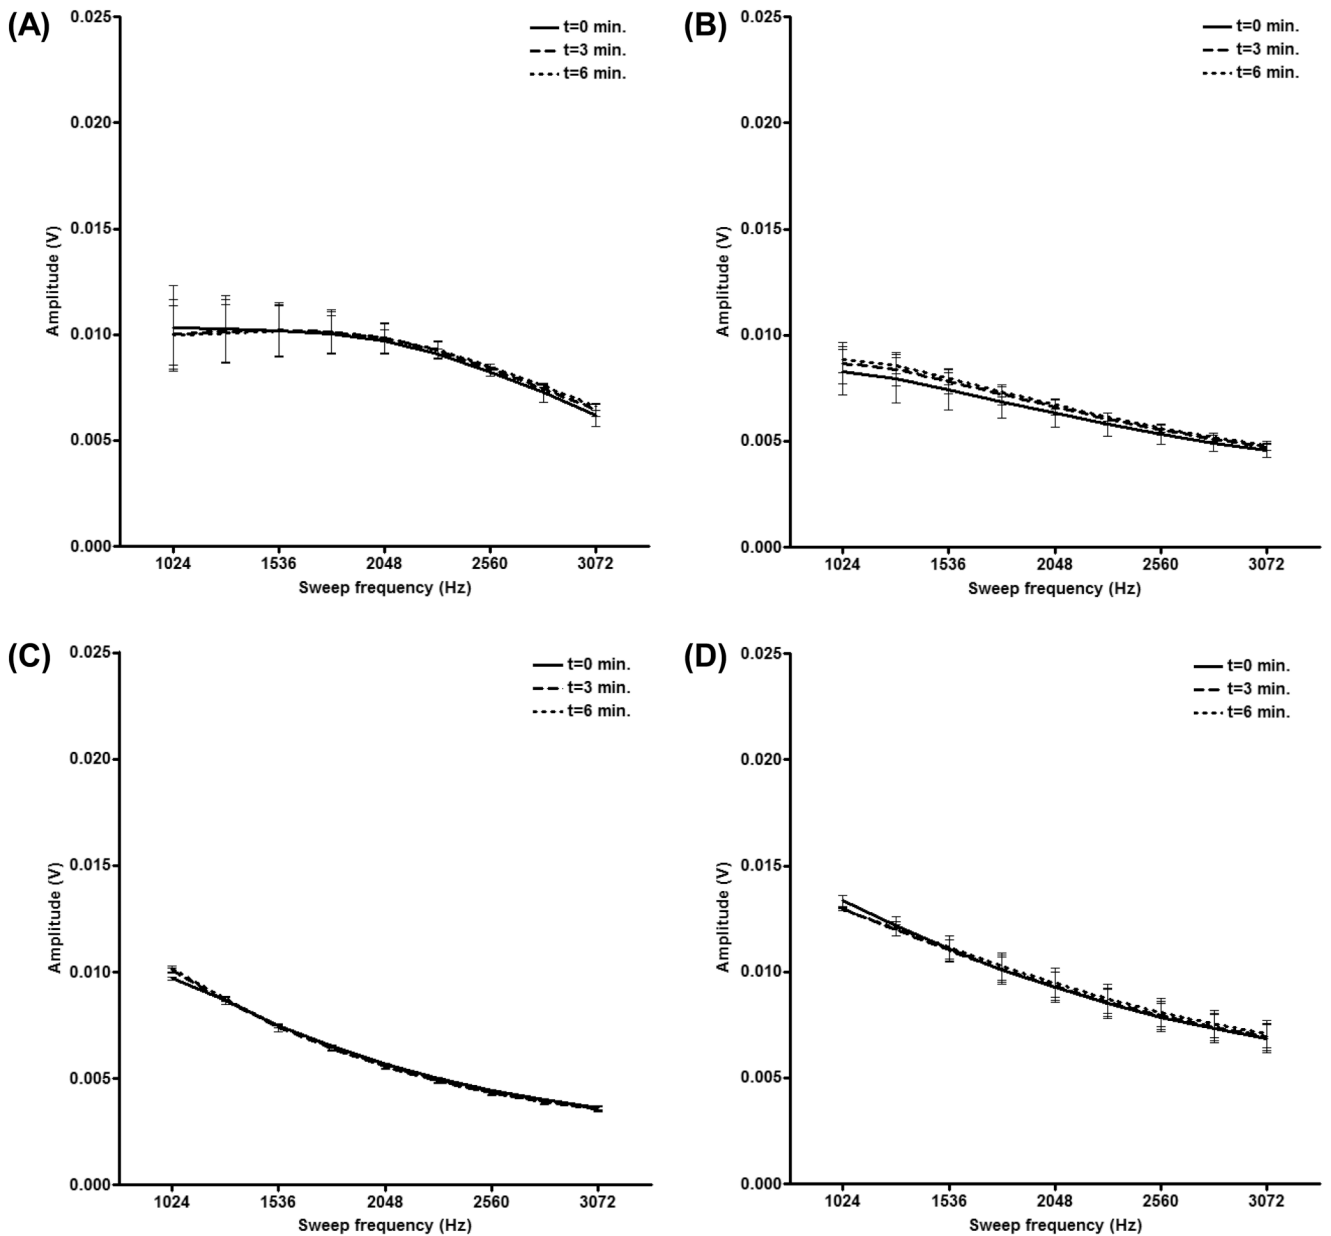 (A)
t=0 min.
t=3 min.
t=6 min.
0.025
0.020
0.015
0.010
0.005
0.000
Amplitude (V)
1024 1536 2048 2560 3072
Sweep frequency (Hz)
(B)
t=0 min.
t=3 min.
t=6 min.
0.025
0.020
0.015
0.010
0.005
0.000
Amplitude (V)
1024 1536 2048 2560 3072
Sweep frequency (Hz)
(C)
t=0 min.
t=3 min.
t=6 min.
0.025
0.020
0.015
0.010
0.005
0.000
Amplitude (V)
1024 1536 2048 2560 3072
Sweep frequency (Hz)
(D)
t=0 min.
t=3 min.
t=6 min.
0.025
0.020
0.015
0.010
0.005
0.000
Amplitude (V)
1024 1536 2048 2560 3072
Sweep frequency (Hz)